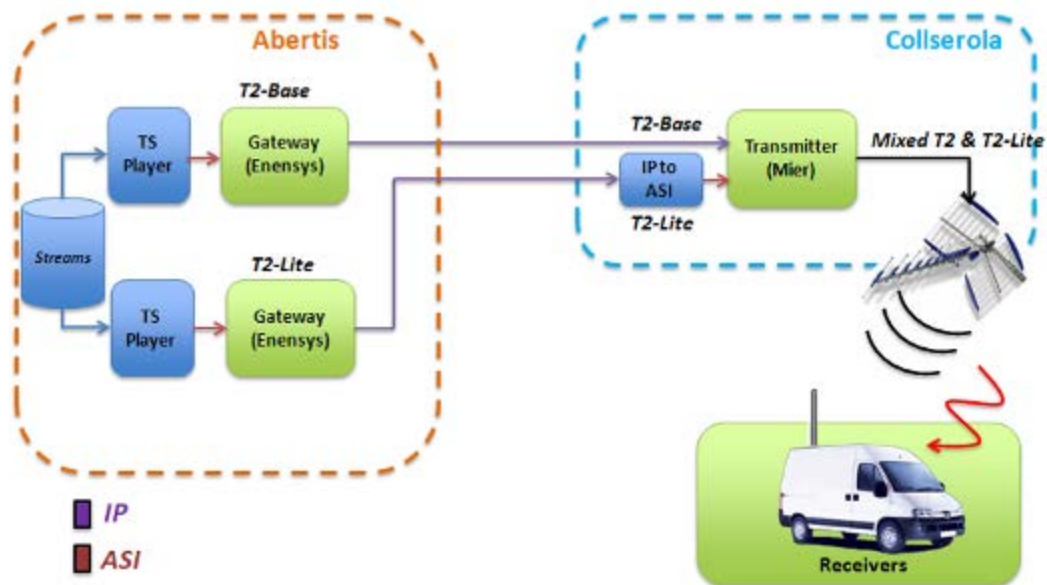 Abertis
Collserola
T2-Base
TS
Player
Gateway
(Enensys)
T2-Base
Transmitter
(Mier)
Mixed T2 & T2-Lite
IP to
ASI
T2-Lite
Streams
T2-Lite
TS
Player
Gateway
(Enensys)
IP
ASI
Receivers